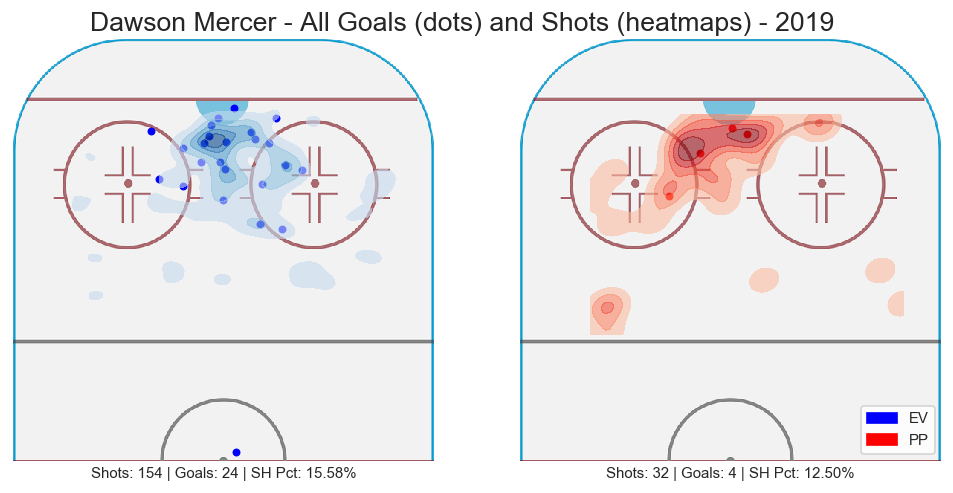 Dawson Mercer - All Goals (dots) and Shots (heatmaps) - 2019
EV
PP
Shots: 154 | Goals: 24 | SH Pct: 15.58%
Shots: 32 | Goals: 4 | SH Pct: 12.50%